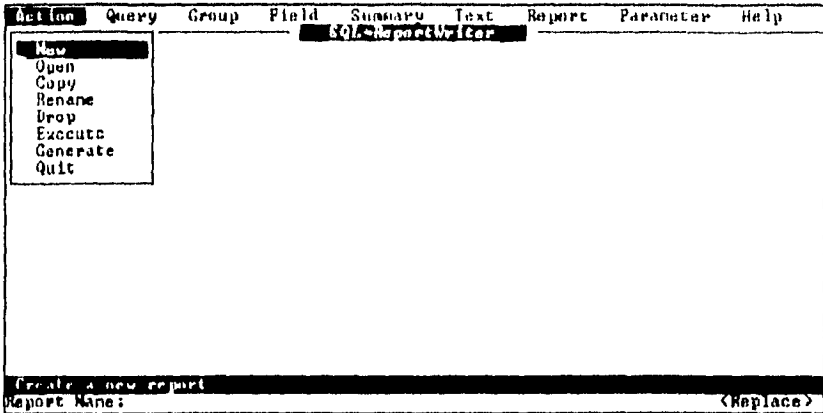 Action Query Group Field Summary Text Report Parameter Help
SQL*ReportWriter
New
Open
Copy
Rename
Drop
Execute
Generate
Quit
Create a new report
Report Name: <Replace>